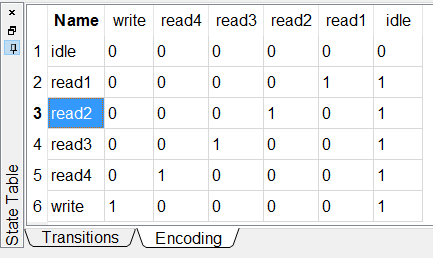 Name write read4 read3 read2 read1 idle
1 idle 0 0 0 0 0 0
2 read1 0 0 0 0 1 1
3 read2 0 0 0 1 0 1
4 read3 0 0 1 0 0 1
5 read4 0 1 0 0 0 1
6 write 1 0 0 0 0 1
State Table
Transitions Encoding